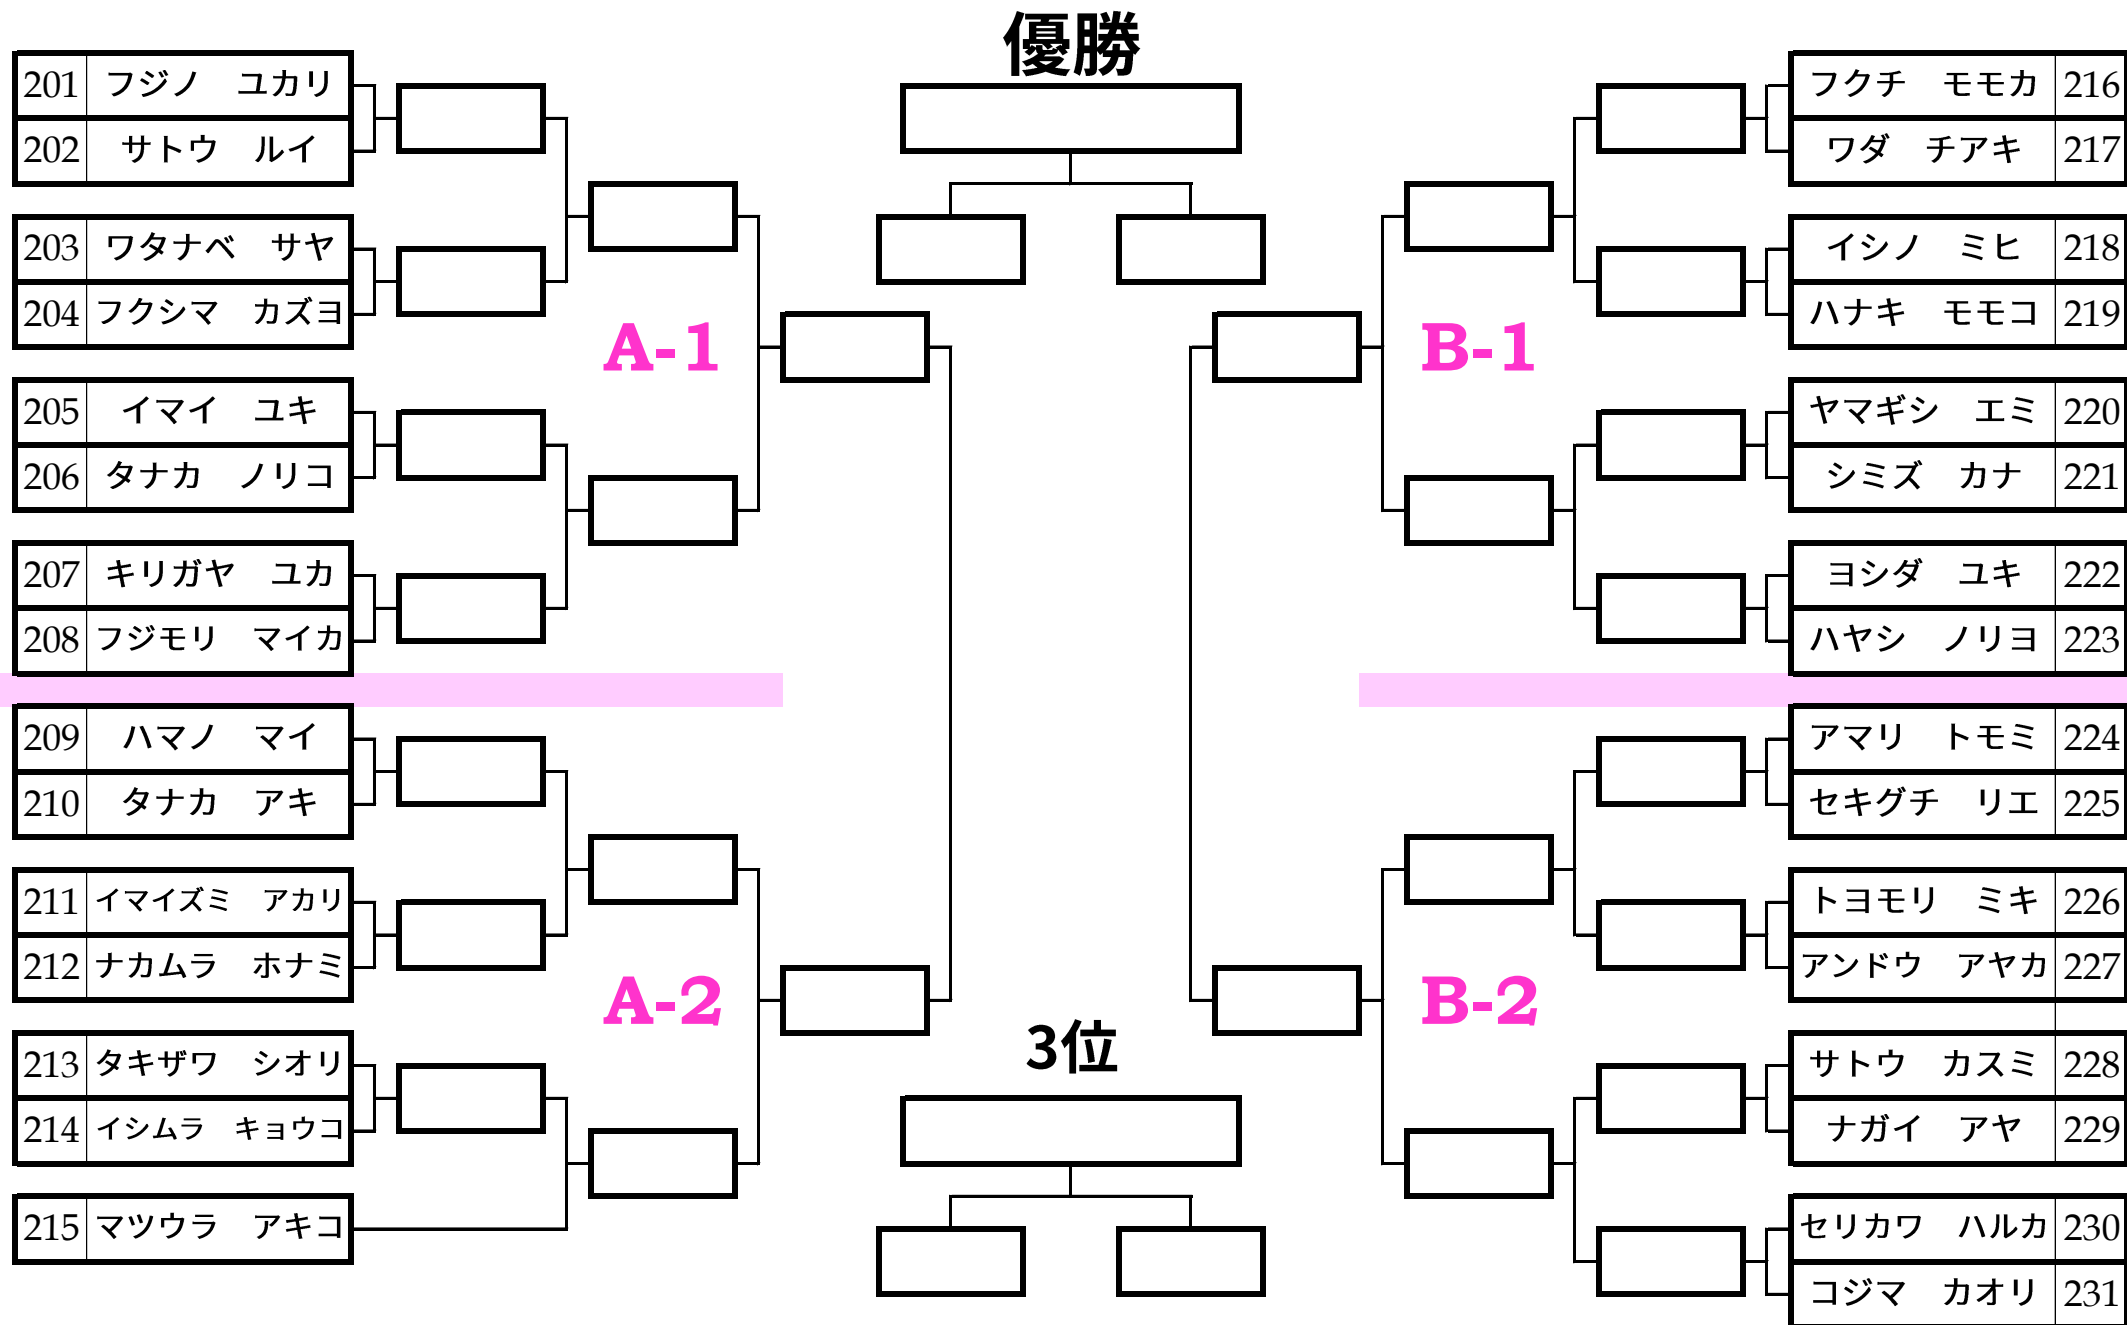 優勝
201 フジノ　ユカリ
202 サトウ　ルイ
203 ワタナベ　サヤ
204 フクシマ　カズヨ
205 イマイ　ユキ
206 タナカ　ノリコ
207 キリガヤ　ユカ
208 フジモリ　マイカ
A-1
209 ハマノ　マイ
210 タナカ　アキ
211 イマイズミ　アカリ
212 ナカムラ　ホナミ
213 タキザワ　シオリ
214 イシムラ　キョウコ
215 マツウラ　アキコ
A-2
3位
フクチ　モモカ 216
ワダ　チアキ 217
イシノ　ミヒ 218
ハナキ　モモコ 219
ヤマギシ　エミ 220
シミズ　カナ 221
ヨシダ　ユキ 222
ハヤシ　ノリヨ 223
B-1
アマリ　トモミ 224
セキグチ　リエ 225
トヨモリ　ミキ 226
アンドウ　アヤカ 227
サトウ　カスミ 228
ナガイ　アヤ 229
セリカワ　ハルカ 230
コジマ　カオリ 231
B-2